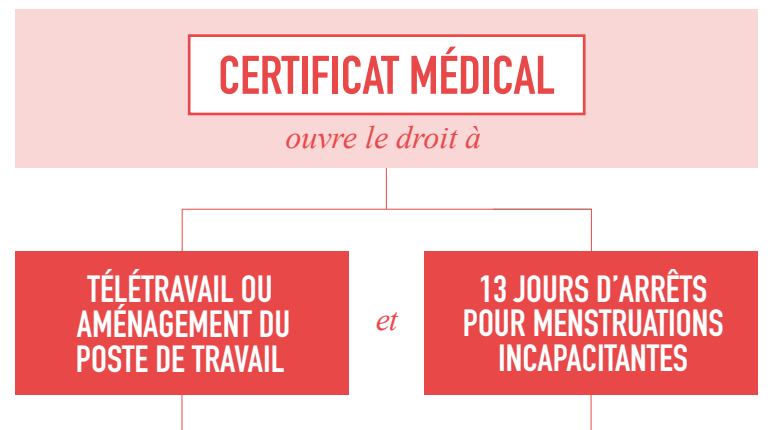 CERTIFICAT MÉDICAL
ouvre le droit à
TÉLÉTRAVAIL OU
AMÉNAGEMENT DU
POSTE DE TRAVAIL
et
13 JOURS D'ARRÊTS
POUR MENSTRUATIONS
INCAPACITANTES